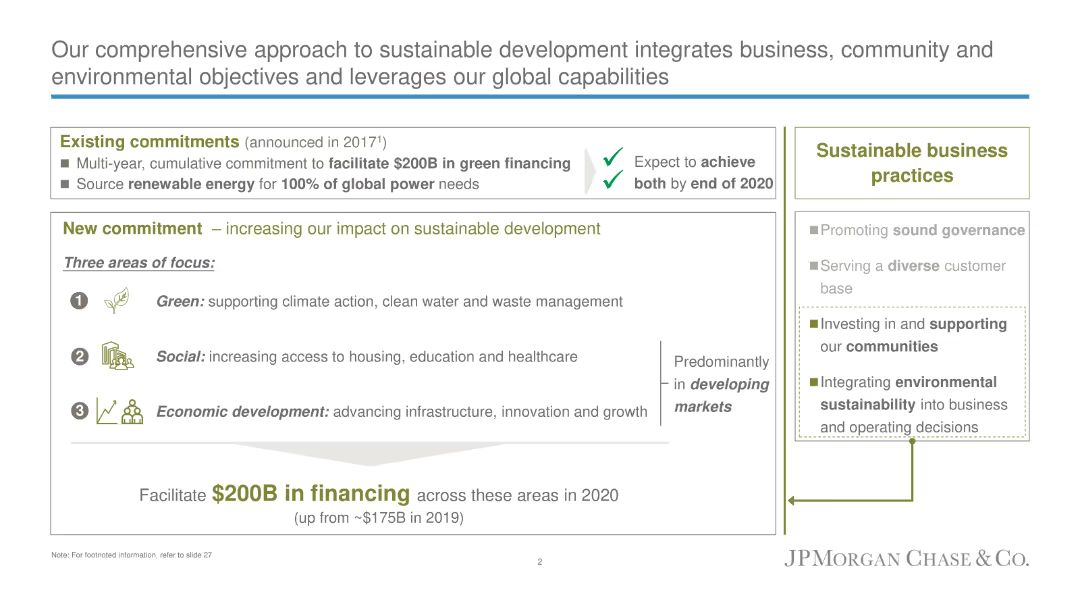 Our comprehensive approach to sustainable development integrates business, community and
environmental objectives and leverages our global capabilities
Existing commitments (announced in 2017¹)
■ Multi-year, cumulative commitment to facilitate $200B in green financing
■ Source renewable energy for 100% of global power needs
✓ Expect to achieve
✓ both by end of 2020
New commitment – increasing our impact on sustainable development
Three areas of focus:
1 Green: supporting climate action, clean water and waste management
2 Social: increasing access to housing, education and healthcare
3 Economic development: advancing infrastructure, innovation and growth
Predominantly
in developing
markets
Facilitate $200B in financing across these areas in 2020
(up from ~$175B in 2019)
Sustainable business
practices
■Promoting sound governance
■Serving a diverse customer
base
■Investing in and supporting
our communities
■Integrating environmental
sustainability into business
and operating decisions
Note: For footnoted information, refer to slide 27
2
JPMORGAN CHASE & CO.